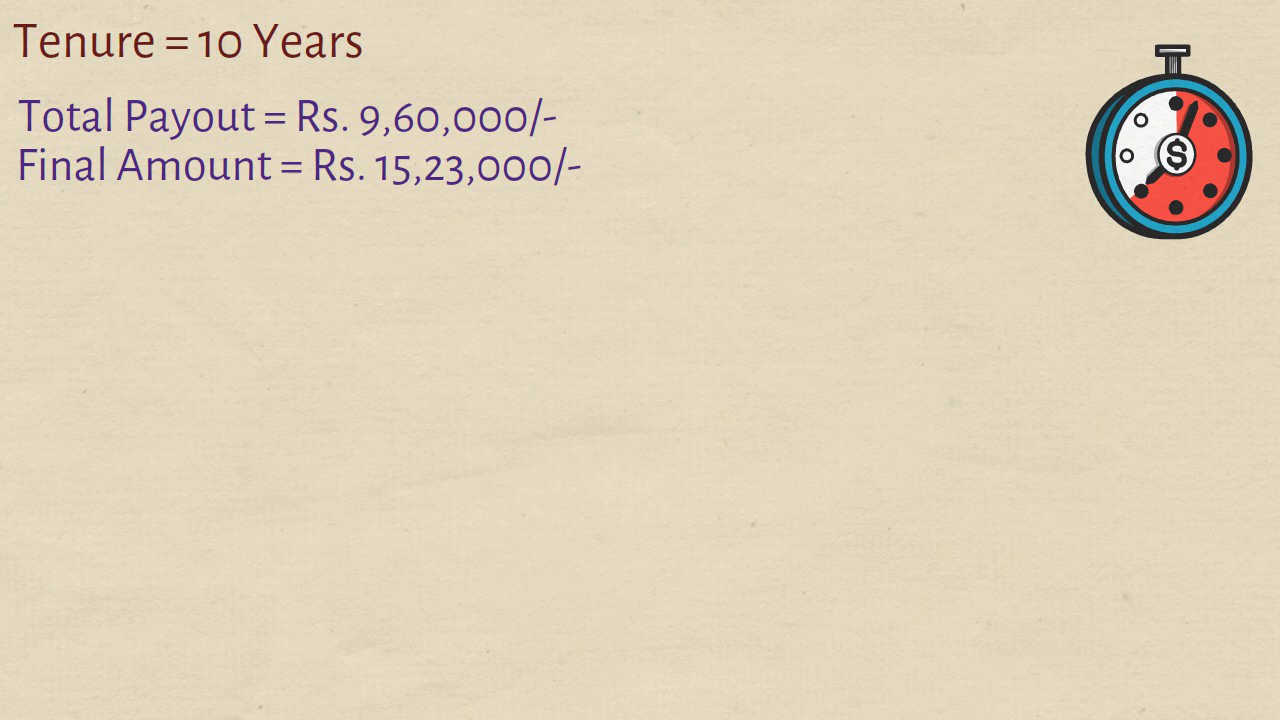 Tenure = 10 Years
Total Payout = Rs. 9,60,000/-
Final Amount = Rs. 15,23,000/-
$